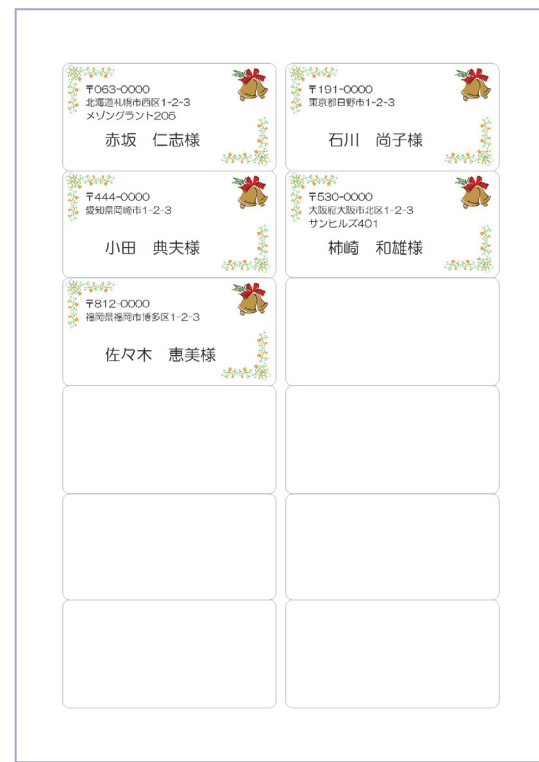 〒063-0000
北海道札幌市西区1-2-3
メゾングラント205
赤坂　仁志様
〒191-0000
東京都日野市1-2-3
石川　尚子様
〒444-0000
愛知県岡崎市1-2-3
小田　典夫様
〒530-0000
大阪府大阪市北区1-2-3
サンヒルズ401
柿崎　和雄様
〒812-0000
福岡県福岡市博多区1-2-3
佐々木　恵美様